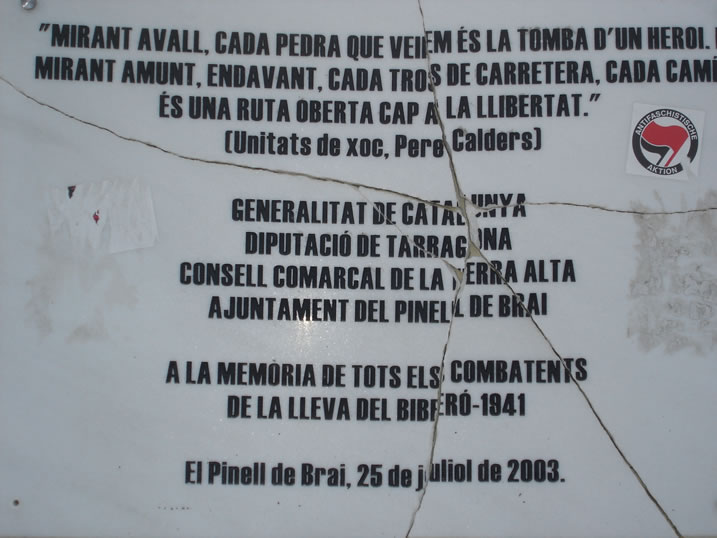 "MIRANT AVALL, CADA PEDRA QUE VEIEM ÉS LA TOMBA D'UN HEROI.
MIRANT AMUNT, ENDAVANT, CADA TROS DE CARRETERA, CADA CAMÍ
ÉS UNA RUTA OBERTA CAP A LA LLIBERTAT."
(Unitats de xoc, Pere Calders)
ANTIFASCHISTISCHE
AKTION
GENERALITAT DE CATALUNYA
DIPUTACIÓ DE TARRAGONA
CONSELL COMARCAL DE LA TERRA ALTA
AJUNTAMENT DEL PINELL DE BRAI
A LA MEMÒRIA DE TOTS ELS COMBATENTS
DE LA LLEVA DEL BIBERÓ-1941
El Pinell de Brai, 25 de juliol de 2003.